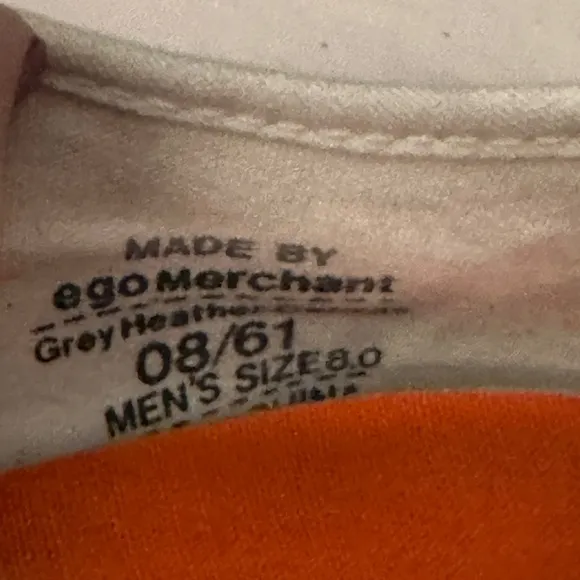 MADE BY
ego Merchant
Grey Heather
08/61
MEN'S SIZE 8.0